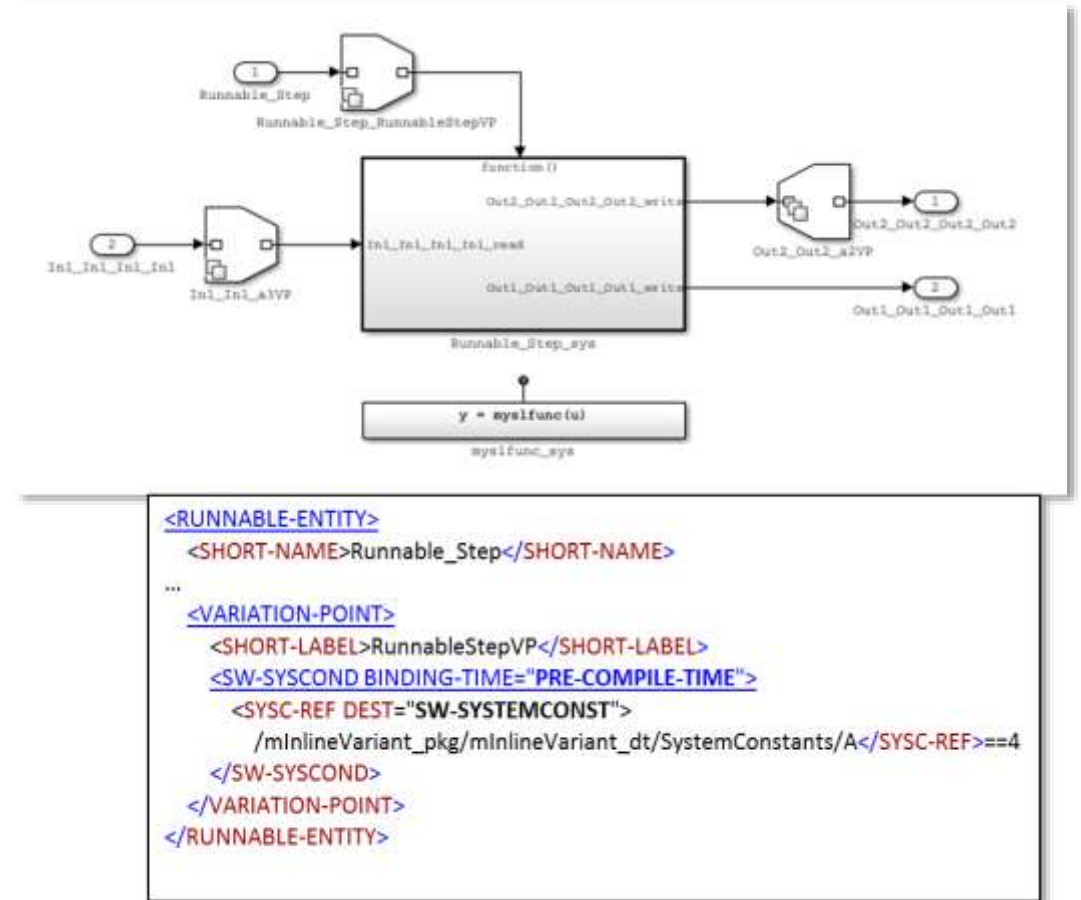 1
Runnable_Step
Runnable_Step_RunnableStepVP
function()
Out2_Out2_Out2_Out2_write
1
Out2_Out2_Out2_Out2
Out2_Out2_a2VP
2
In1_In1_In1_In1
In1_In1_a3VP
In1_In1_In1_In1_read
Out1_Out1_Out1_Out1_write
2
Out1_Out1_Out1_Out1
Runnable_Step_sys
y = myslfunc(u)
myslfunc_sys
<RUNNABLE-ENTITY>
<SHORT-NAME>Runnable_Step</SHORT-NAME>
...
<VARIATION-POINT>
<SHORT-LABEL>RunnableStepVP</SHORT-LABEL>
<SW-SYSCOND BINDING-TIME="PRE-COMPILE-TIME">
<SYSC-REF DEST="SW-SYSTEMCONST">
/mInlineVariant_pkg/mInlineVariant_dt/SystemConstants/A</SYSC-REF>==4
</SW-SYSCOND>
</VARIATION-POINT>
</RUNNABLE-ENTITY>